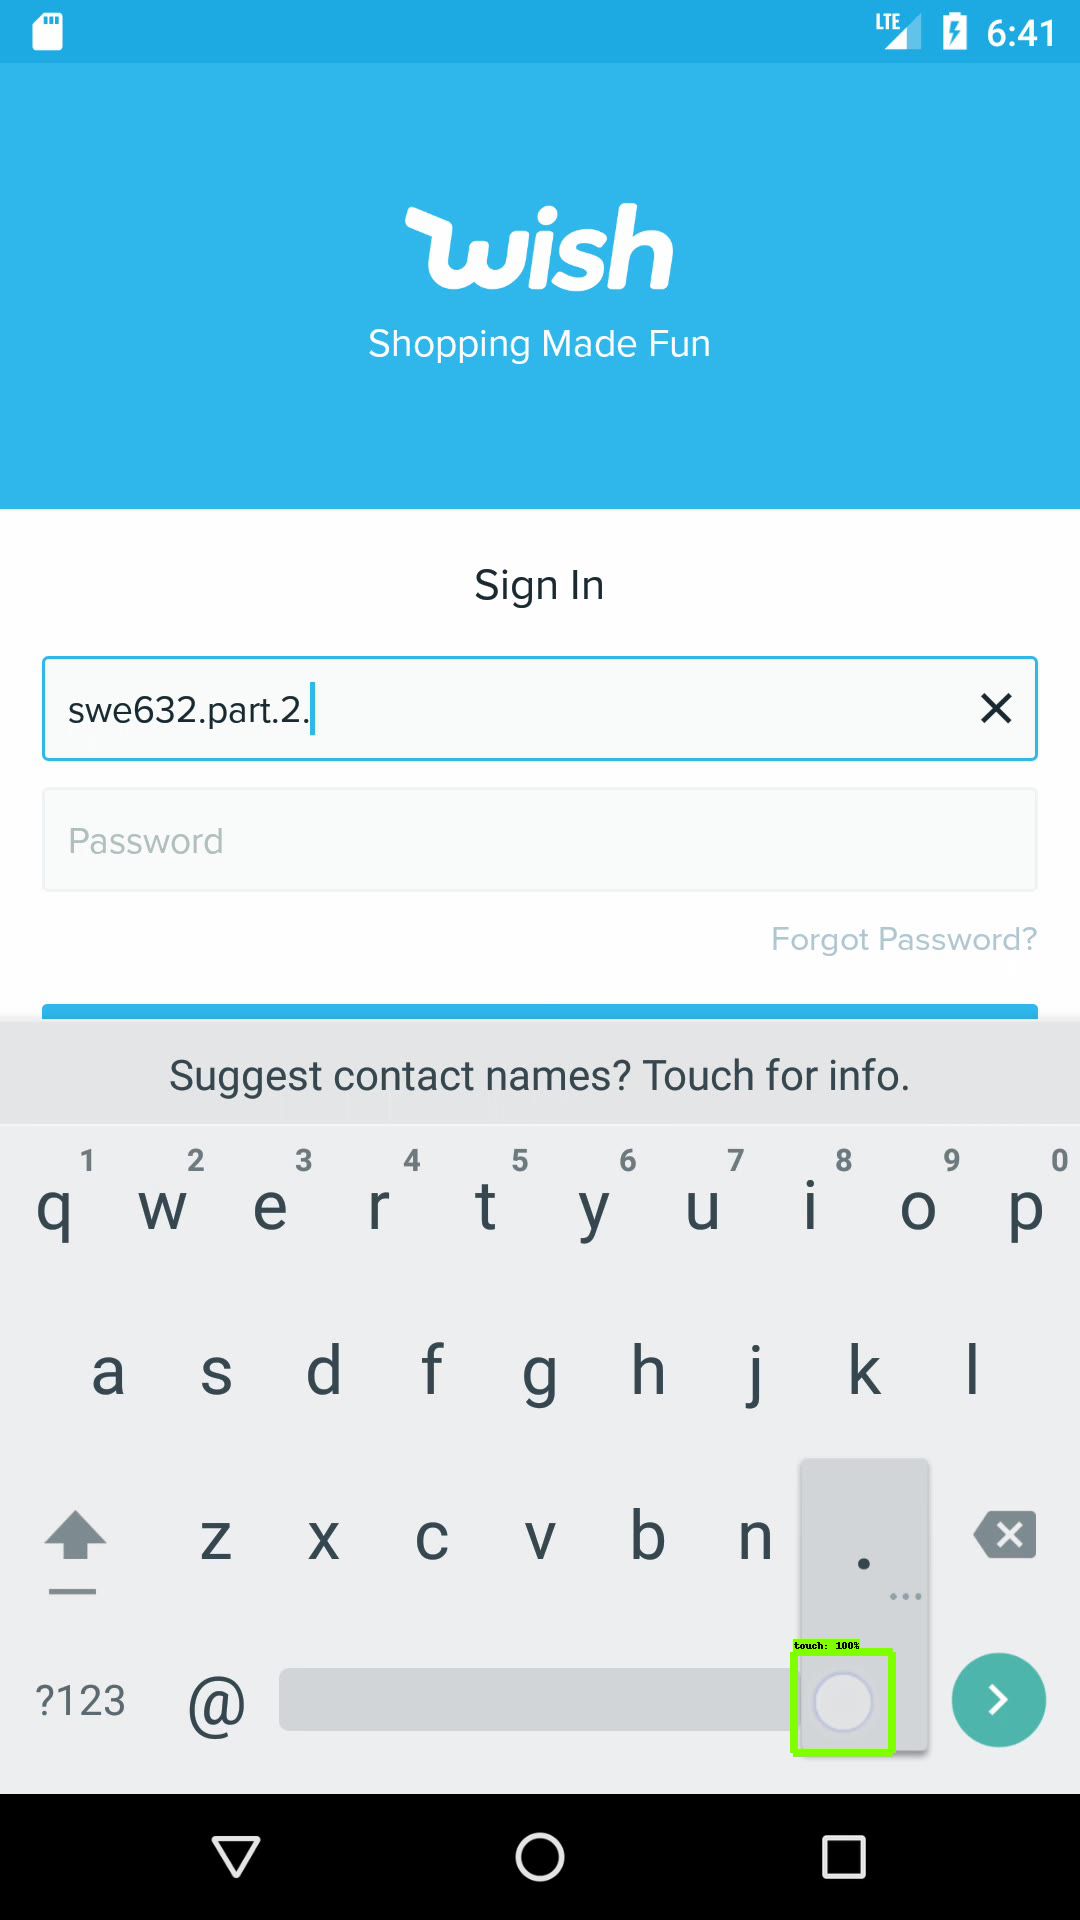 LTE 6:41
wish
Shopping Made Fun
Sign In
swe632.part.2.
Password
Forgot Password?
Suggest contact names? Touch for info.
1 2 3 4 5 6 7 8 9 0
q w e r t y u i o p
a s d f g h j k l
z x c v b n .
touch: 100%
?123 @